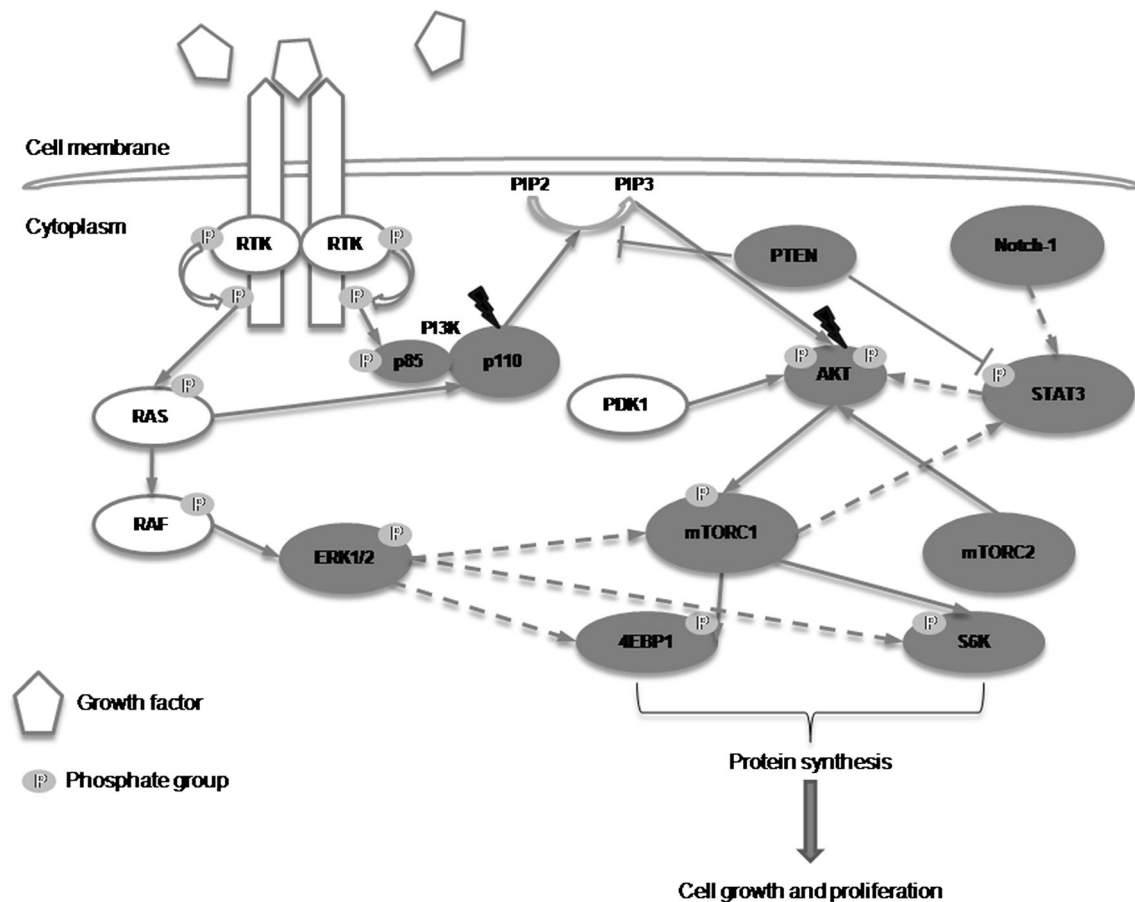 Cell membrane
PIP2 PIP3
Cytoplasm
P RTK RTK P
PTEN
Notch-1
P P
PI3K
P p85 p110
P P
AKT
P
STAT3
P
RAS
PDK1
P
RAF
P
ERK1/2
P
mTORC1
mTORC2
4EBP1 P
P S6K
Growth factor
P Phosphate group
Protein synthesis
Cell growth and proliferation